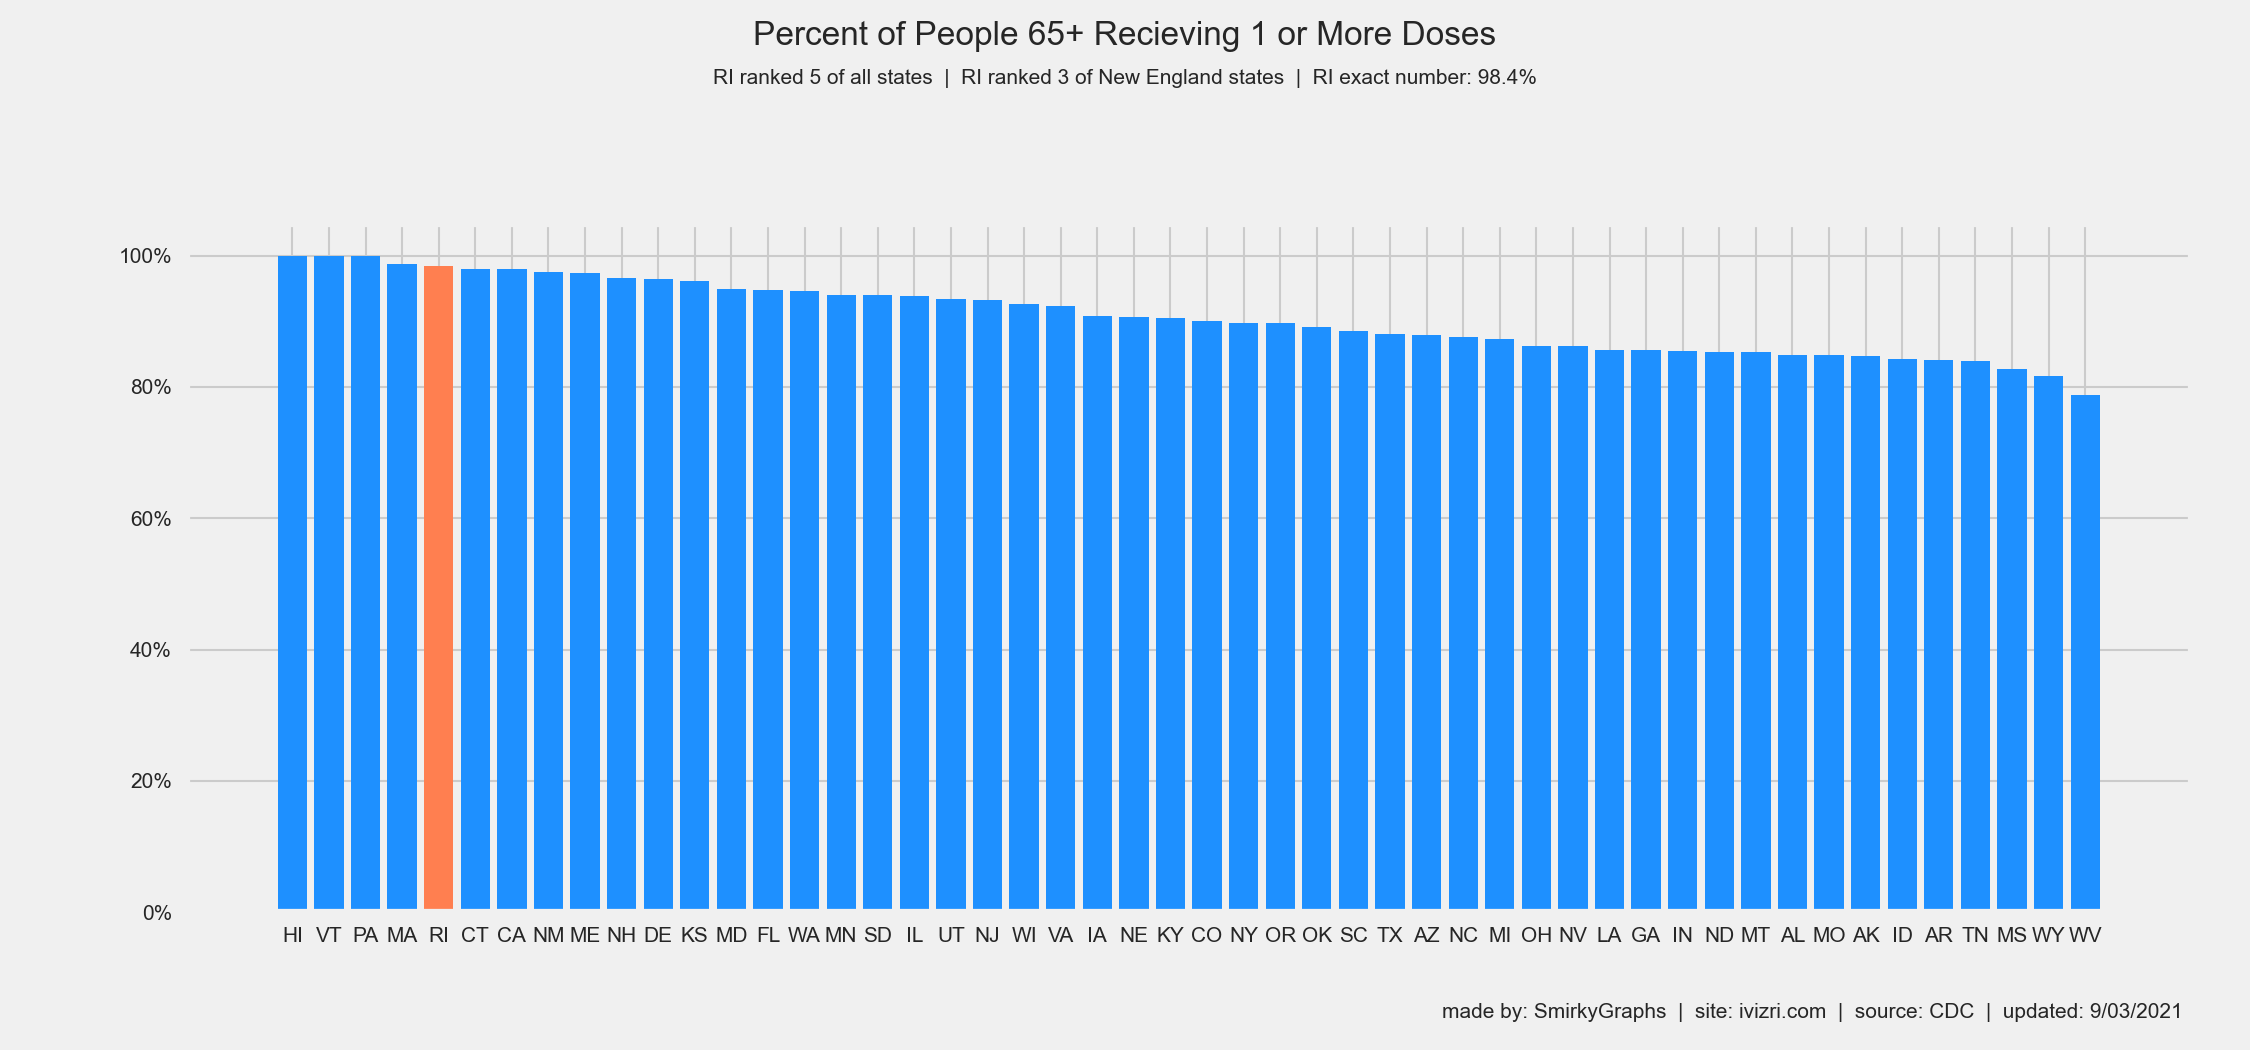 Percent of People 65+ Recieving 1 or More Doses
RI ranked 5 of all states | RI ranked 3 of New England states | RI exact number: 98.4%
100%
80%
60%
40%
20%
0%
HI VT PA MA RI CT CA NM ME NH DE KS MD FL WA MN SD IL UT NJ WI VA IA NE KY CO NY OR OK SC TX AZ NC MI OH NV LA GA IN ND MT AL MO AK ID AR TN MS WY WV
made by: SmirkyGraphs | site: ivizri.com | source: CDC | updated: 9/03/2021